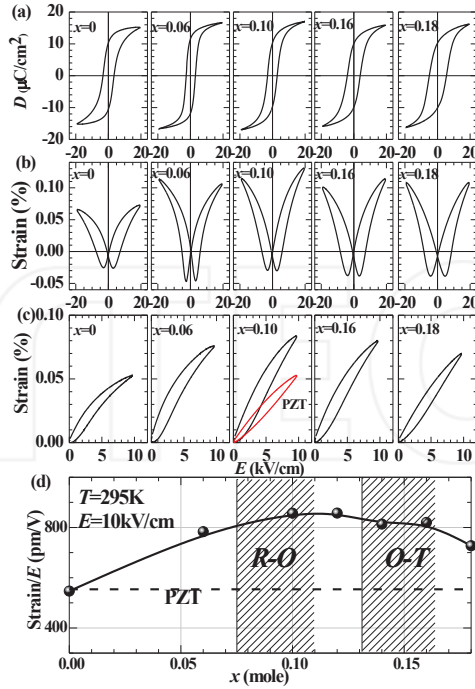 (a)
x=0 x=0.06 x=0.10 x=0.16 x=0.18
D (μC/cm²)
20
10
0
-10
-20
-20 0 20 -20 0 20 -20 0 20 -20 0 20 -20 0 20
(b)
x=0 x=0.06 x=0.10 x=0.16 x=0.18
Strain (%)
0.10
0.05
0.00
-0.05
-20 0 20 -20 0 20 -20 0 20 -20 0 20 -20 0 20
(c)
x=0 x=0.06 x=0.10 x=0.16 x=0.18
Strain (%)
0.10
0.05
0.00
PZT
0 5 10 0 5 10 0 5 10 0 5 10 0 5 10
E (kV/cm)
(d)
T=295K
E=10kV/cm
Strain/E (pm/V)
800
400
R-O
O-T
PZT
0.00 0.05 0.10 0.15
x (mole)